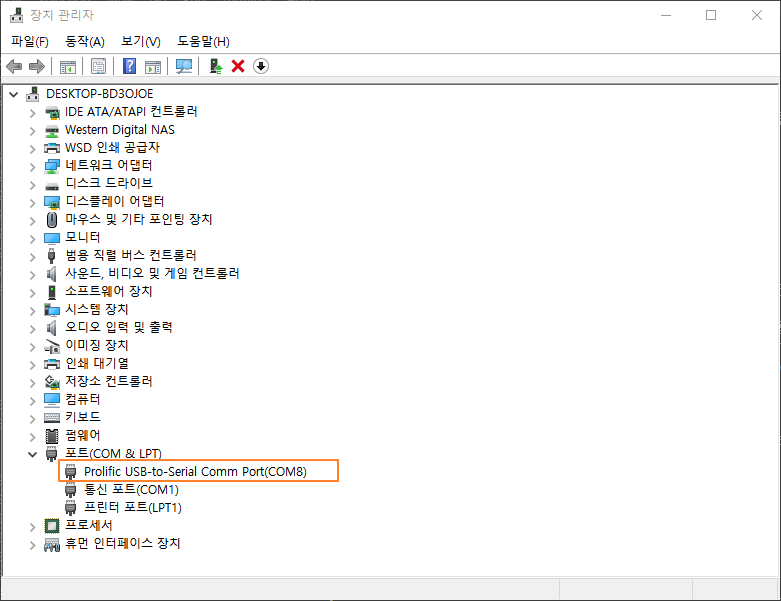 장치 관리자
파일(F) 동작(A) 보기(V) 도움말(H)
DESKTOP-BD3OJOE
IDE ATA/ATAPI 컨트롤러
Western Digital NAS
WSD 인쇄 공급자
네트워크 어댑터
디스크 드라이브
디스플레이 어댑터
마우스 및 기타 포인팅 장치
모니터
범용 직렬 버스 컨트롤러
사운드, 비디오 및 게임 컨트롤러
소프트웨어 장치
시스템 장치
오디오 입력 및 출력
이미징 장치
인쇄 대기열
저장소 컨트롤러
컴퓨터
키보드
펌웨어
포트(COM & LPT)
Prolific USB-to-Serial Comm Port(COM8)
통신 포트(COM1)
프린터 포트(LPT1)
프로세서
휴먼 인터페이스 장치